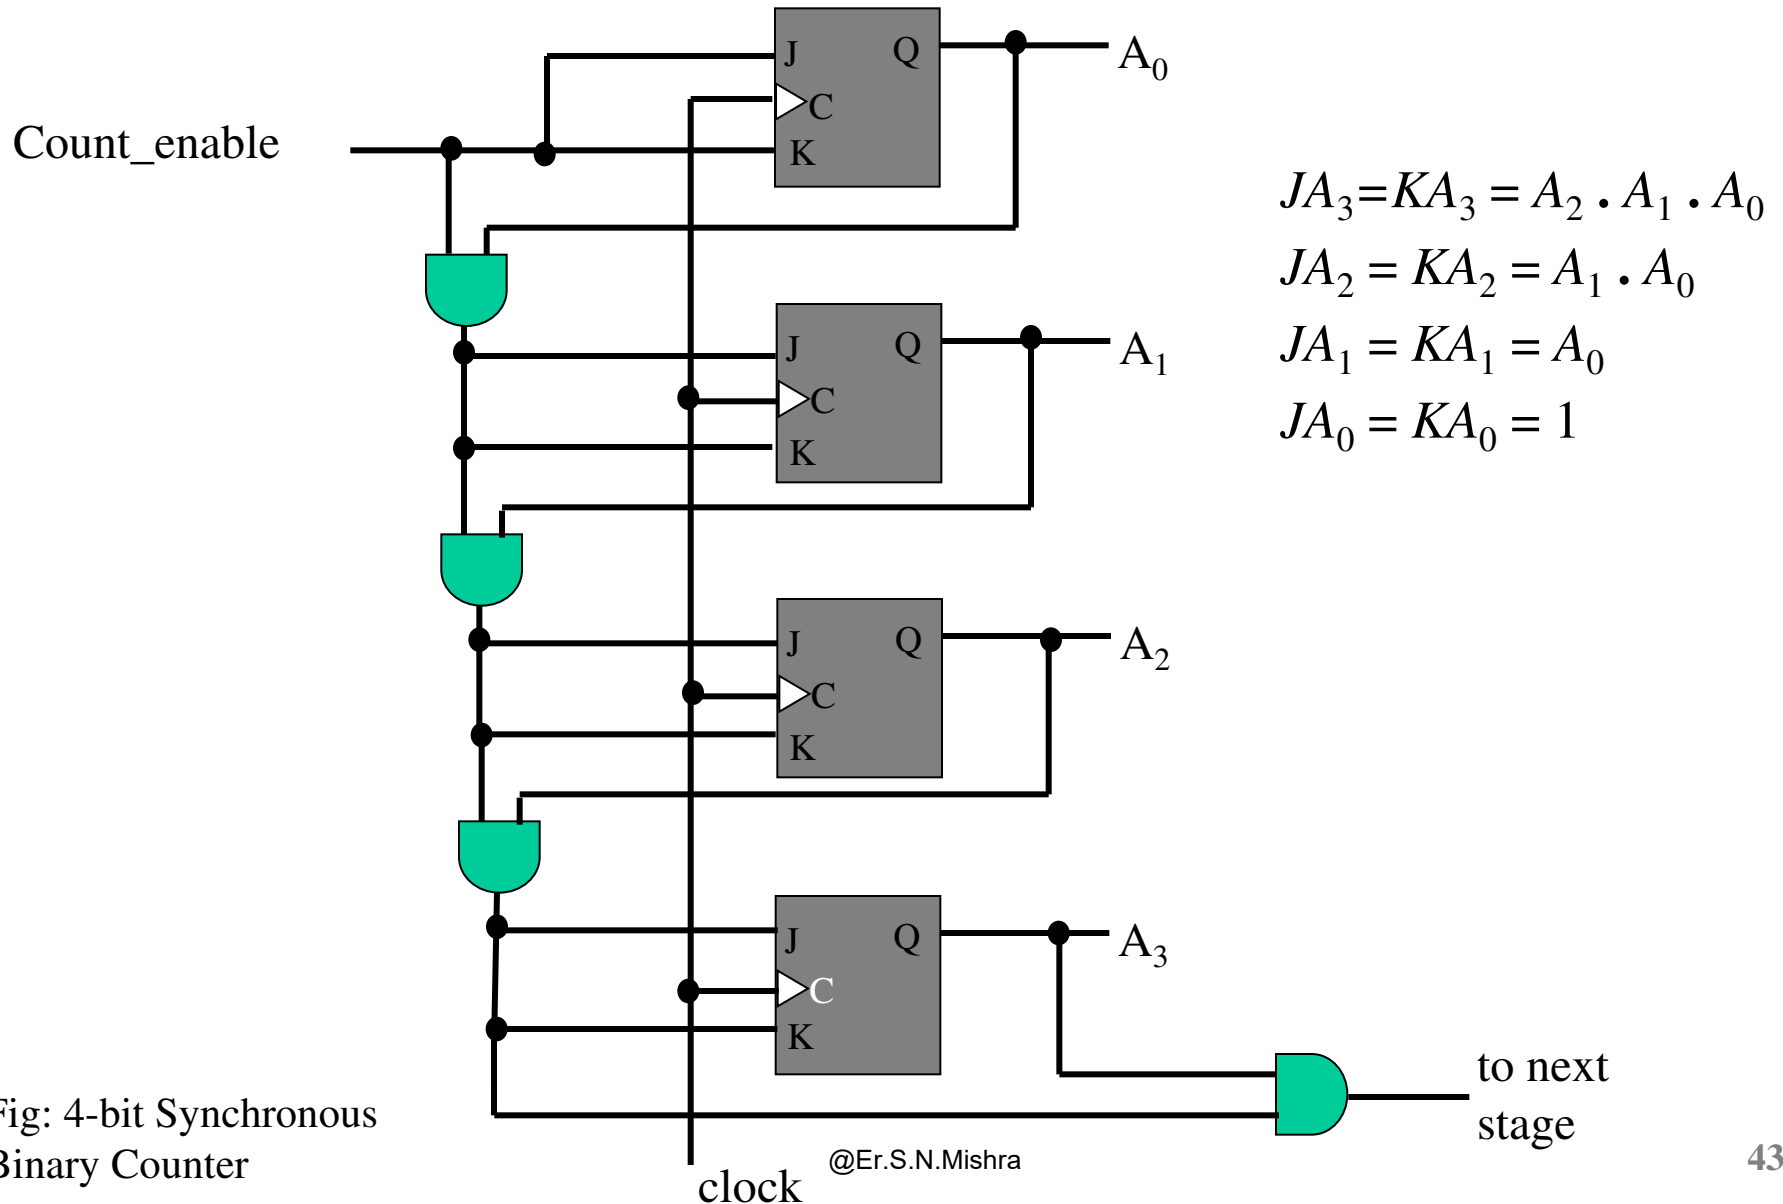 J Q
A0
C
Count_enable
K
JA3=KA3 = A2 . A1 . A0
JA2 = KA2 = A1 . A0
JA1 = KA1 = A0
JA0 = KA0 = 1
J Q
A1
C
K
J Q
A2
C
K
J Q
A3
C
K
to next
stage
Fig: 4-bit Synchronous
Binary Counter
clock
@Er.S.N.Mishra
43